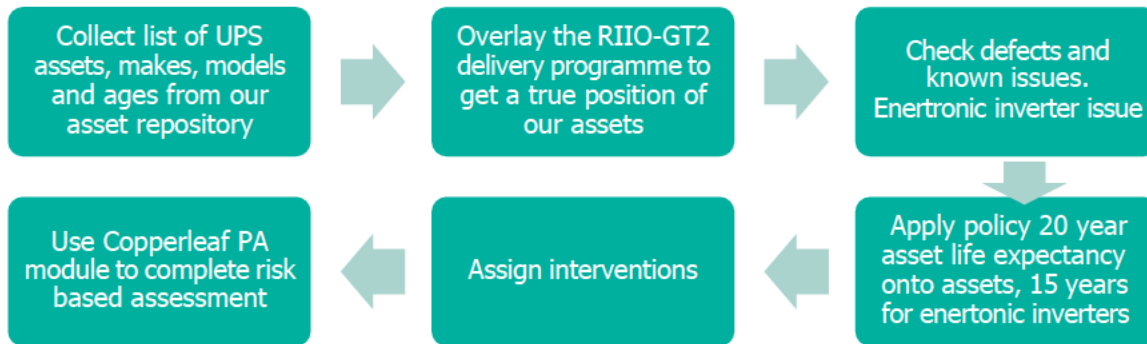 Collect list of UPS
assets, makes, models
and ages from our
asset repository
Overlay the RIIO-GT2
delivery programme to
get a true position of
our assets
Check defects and
known issues.
Enertronic inverter issue
Apply policy 20 year
asset life expectancy
onto assets, 15 years
for enertonic inverters
Assign interventions
Use Copperleaf PA
module to complete risk
based assessment